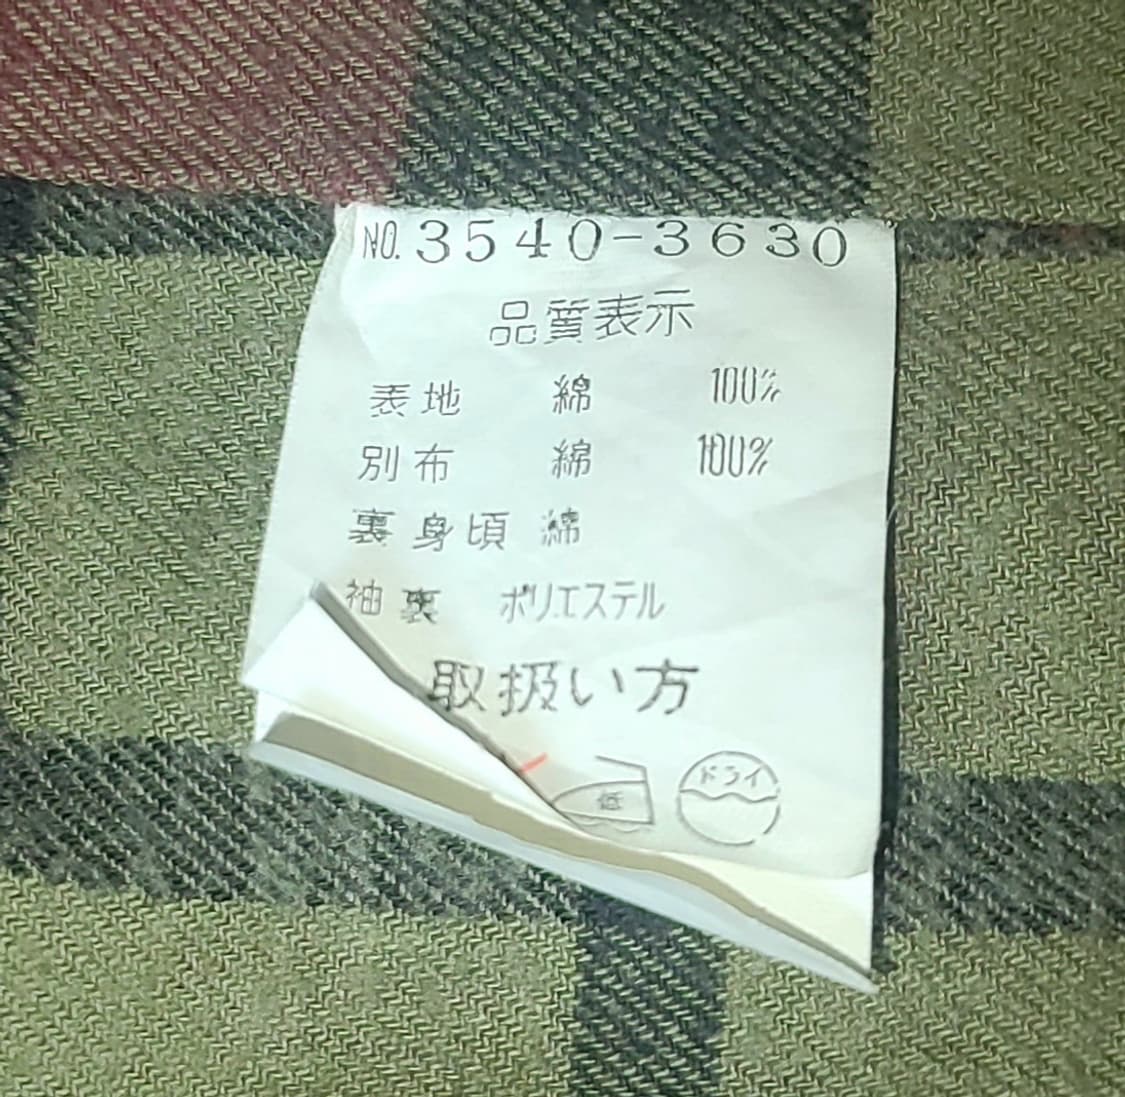 NO. 3540-3630
品質表示
表地 綿 100%
別布 綿 100%
裏身頃 綿
袖裏 ポリエステル
取扱い方
低 ドライ